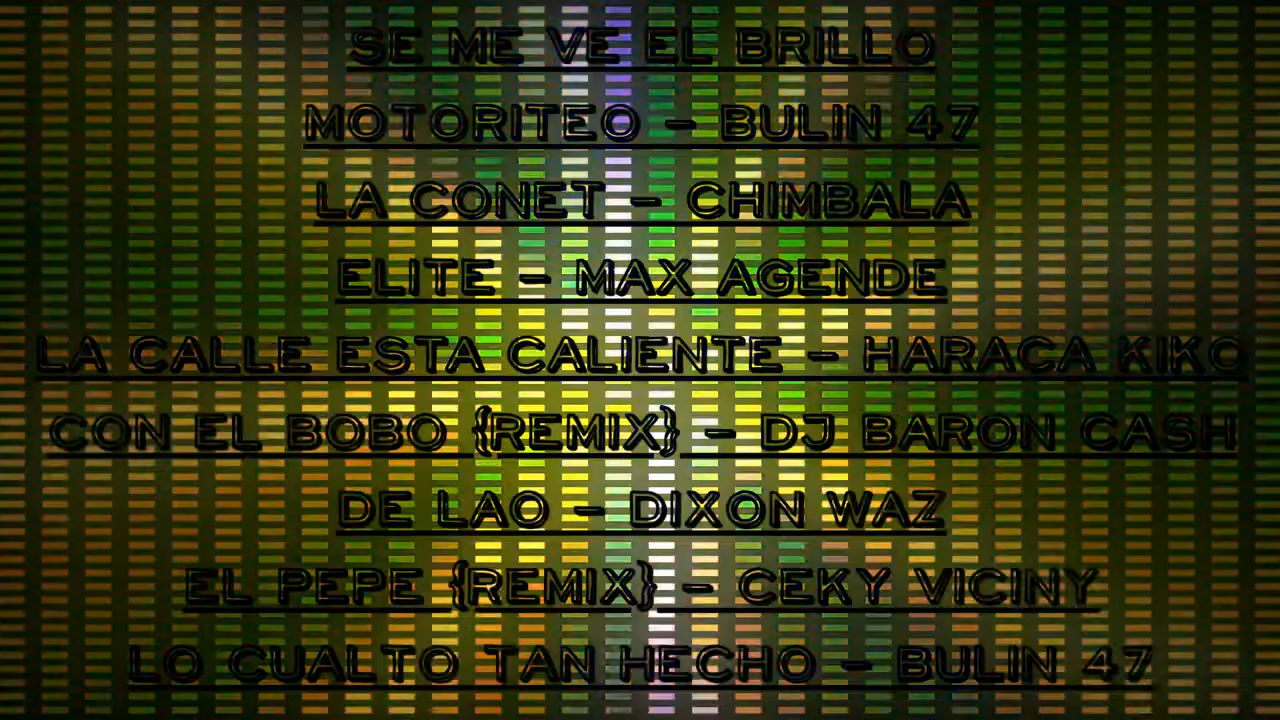 SE ME VE EL BRILLO
MOTORITEO - BULIN 47
LA CONET - CHIMBALA
ELITE - MAX AGENDE
LA CALLE ESTA CALIENTE - HARACA KIKO
CON EL BOBO {REMIX} - DJ BARON CASH
DE LAO - DIXON WAZ
EL PEPE {REMIX} - CEKY VICINY
LO CUALTO TAN HECHO - BULIN 47